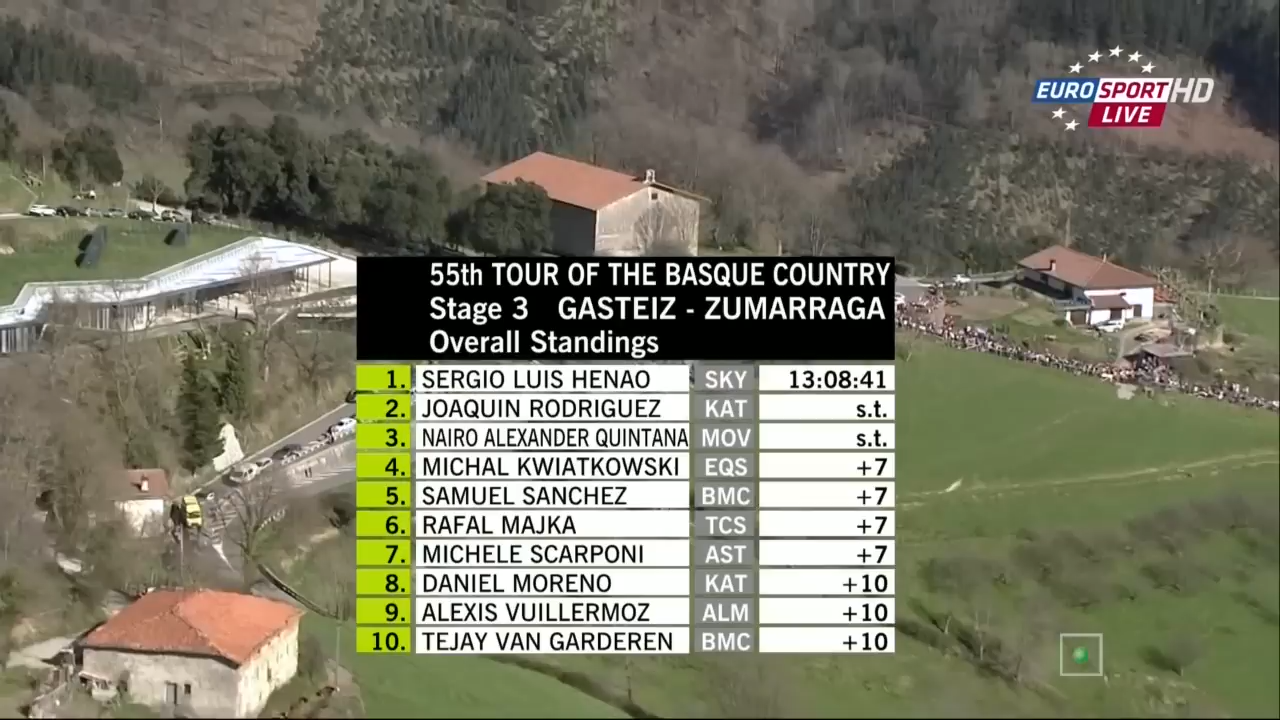 EUROSPORT HD
LIVE
55th TOUR OF THE BASQUE COUNTRY
Stage 3 GASTEIZ - ZUMARRAGA
Overall Standings
1. SERGIO LUIS HENAO SKY 13:08:41
2. JOAQUIN RODRIGUEZ KAT s.t.
3. NAIRO ALEXANDER QUINTANA MOV s.t.
4. MICHAL KWIATKOWSKI EQS +7
5. SAMUEL SANCHEZ BMC +7
6. RAFAL MAJKA TCS +7
7. MICHELE SCARPONI AST +7
8. DANIEL MORENO KAT +10
9. ALEXIS VUILLERMOZ ALM +10
10. TEJAY VAN GARDEREN BMC +10